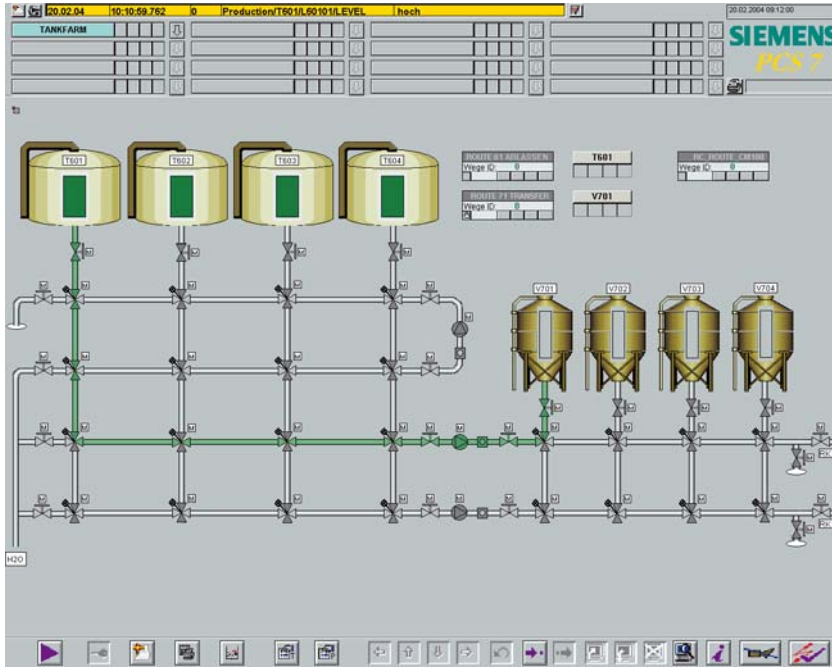 20.02.04 10:10:59.762 0 Production/T601/L60101/LEVEL hoch
20.02.2004 09:12:00
TANKFARM
SIEMENS
PCS 7
T601 T602 T603 T604
ROUTE 61 ABLASSEN
Wege ID: 0
T601
RC_ROUTE_CM100
Wege ID: 0
ROUTE 71 TRANSFER
Wege ID: 0
V701
V701 V702 V703 V704
M M M M
M M M M M M
M
M M M M M M
M M M M
M M M M M M M M M M M M
M
M M M M M M M M M M M M
M
H2O